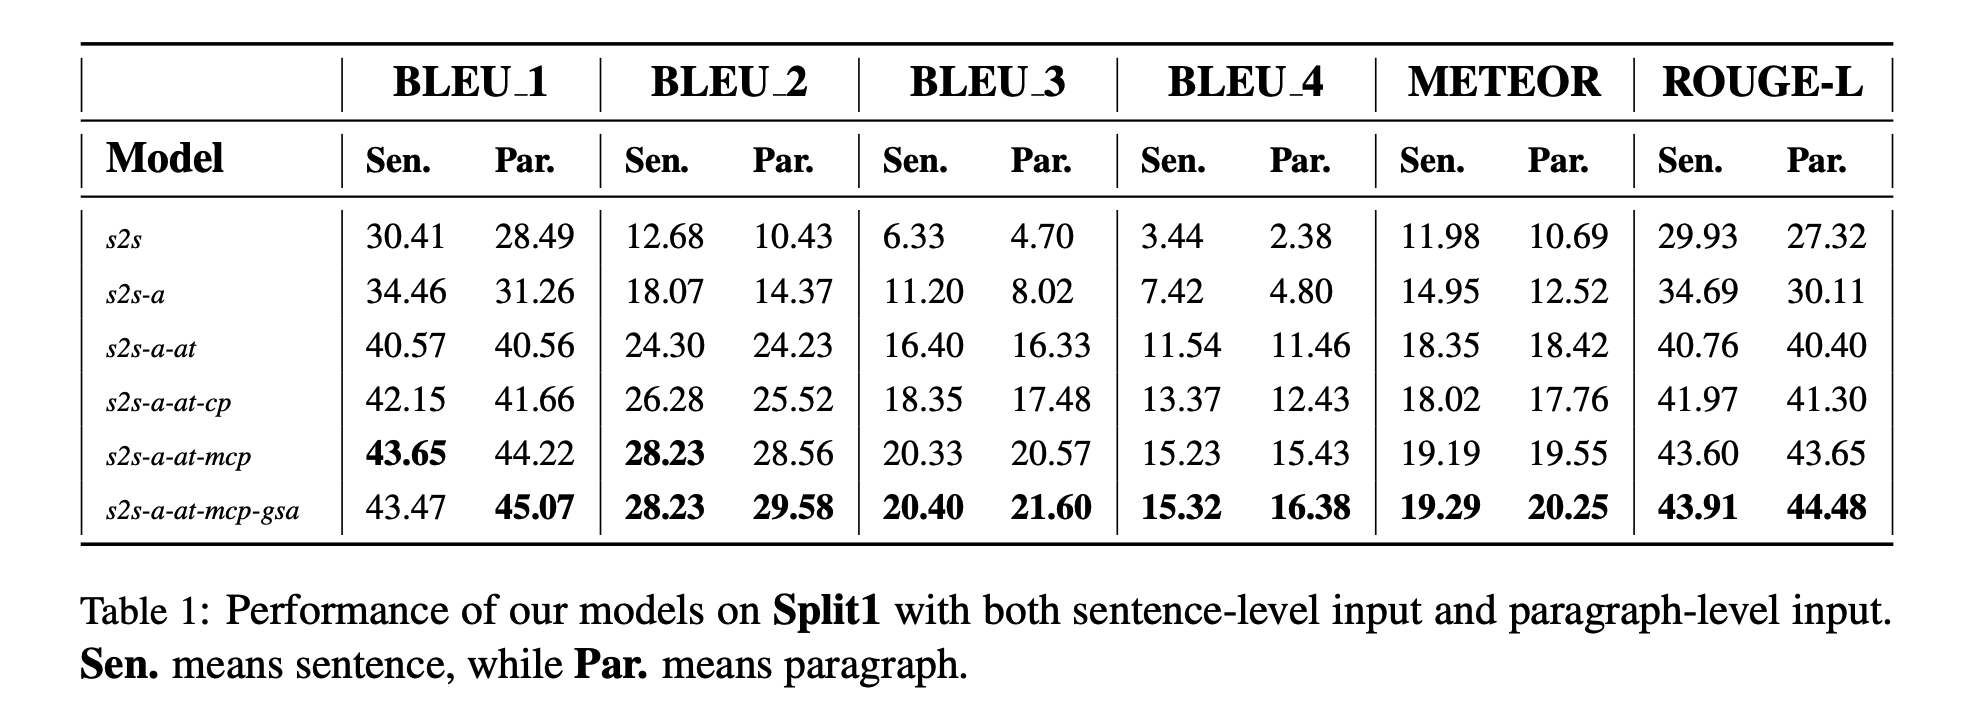 BLEU_1 BLEU_2 BLEU_3 BLEU_4 METEOR ROUGE-L
Model Sen. Par. Sen. Par. Sen. Par. Sen. Par. Sen. Par. Sen. Par.
s2s 30.41 28.49 12.68 10.43 6.33 4.70 3.44 2.38 11.98 10.69 29.93 27.32
s2s-a 34.46 31.26 18.07 14.37 11.20 8.02 7.42 4.80 14.95 12.52 34.69 30.11
s2s-a-at 40.57 40.56 24.30 24.23 16.40 16.33 11.54 11.46 18.35 18.42 40.76 40.40
s2s-a-at-cp 42.15 41.66 26.28 25.52 18.35 17.48 13.37 12.43 18.02 17.76 41.97 41.30
s2s-a-at-mcp 43.65 44.22 28.23 28.56 20.33 20.57 15.23 15.43 19.19 19.55 43.60 43.65
s2s-a-at-mcp-gsa 43.47 45.07 28.23 29.58 20.40 21.60 15.32 16.38 19.29 20.25 43.91 44.48
Table 1: Performance of our models on Split1 with both sentence-level input and paragraph-level input.
Sen. means sentence, while Par. means paragraph.